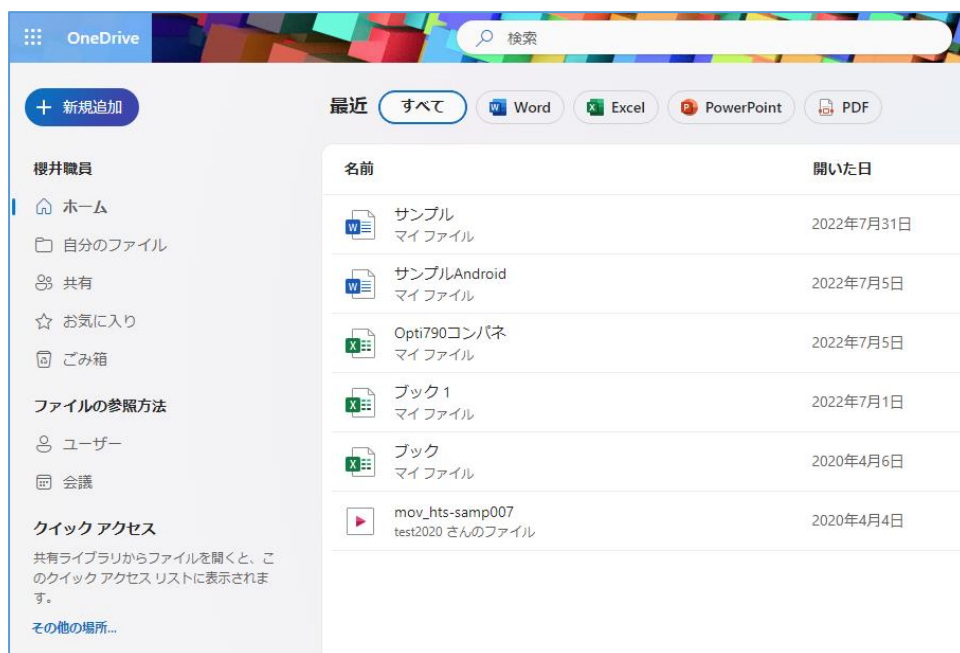 OneDrive
検索
新規追加
最近 すべて Word Excel PowerPoint PDF
櫻井職員
ホーム
自分のファイル
共有
お気に入り
ごみ箱
ファイルの参照方法
ユーザー
会議
クイック アクセス
共有ライブラリからファイルを開くと、こ
のクイック アクセス リストに表示されま
す。
その他の場所...
名前 開いた日
サンプル
マイ ファイル
2022年7月31日
サンプルAndroid
マイ ファイル
2022年7月5日
Opti790コンパネ
マイ ファイル
2022年7月5日
ブック 1
マイ ファイル
2022年7月1日
ブック
マイ ファイル
2020年4月6日
mov_hts-samp007
test2020 さんのファイル
2020年4月4日